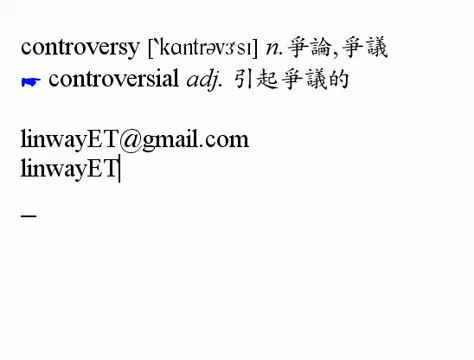 controversy [ˋkɑntrəvɝsɪ] n.爭論,爭議
☛ controversial adj. 引起爭議的
linwayET@gmail.com
linwayET
_